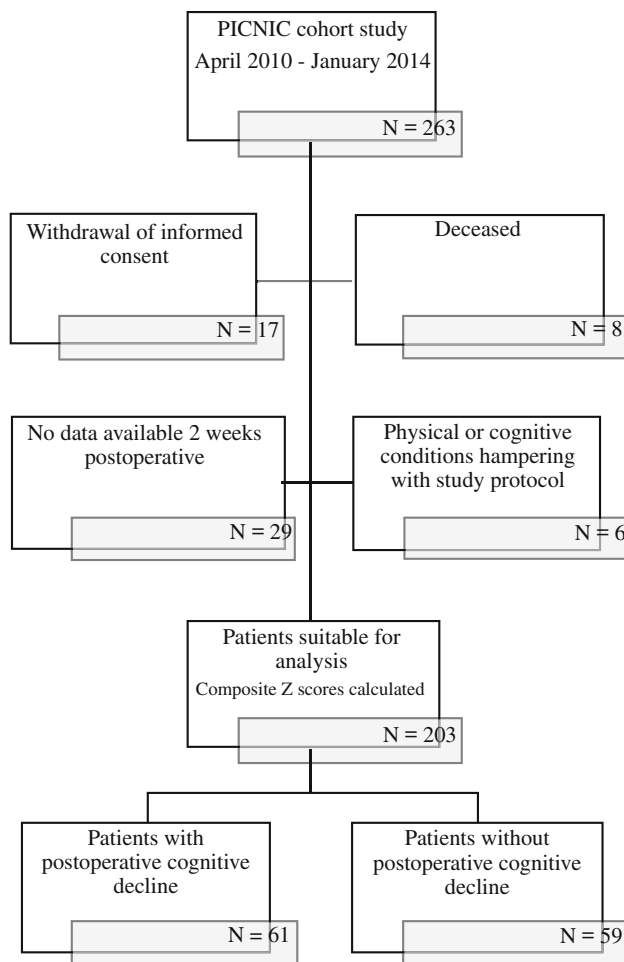 PICNIC cohort study
April 2010 - January 2014
N = 263
Withdrawal of informed
consent
N = 17
Deceased
N = 8
No data available 2 weeks
postoperative
N = 29
Physical or cognitive
conditions hampering
with study protocol
N = 6
Patients suitable for
analysis
Composite Z scores calculated
N = 203
Patients with
postoperative cognitive
decline
N = 61
Patients without
postoperative cognitive
decline
N = 59